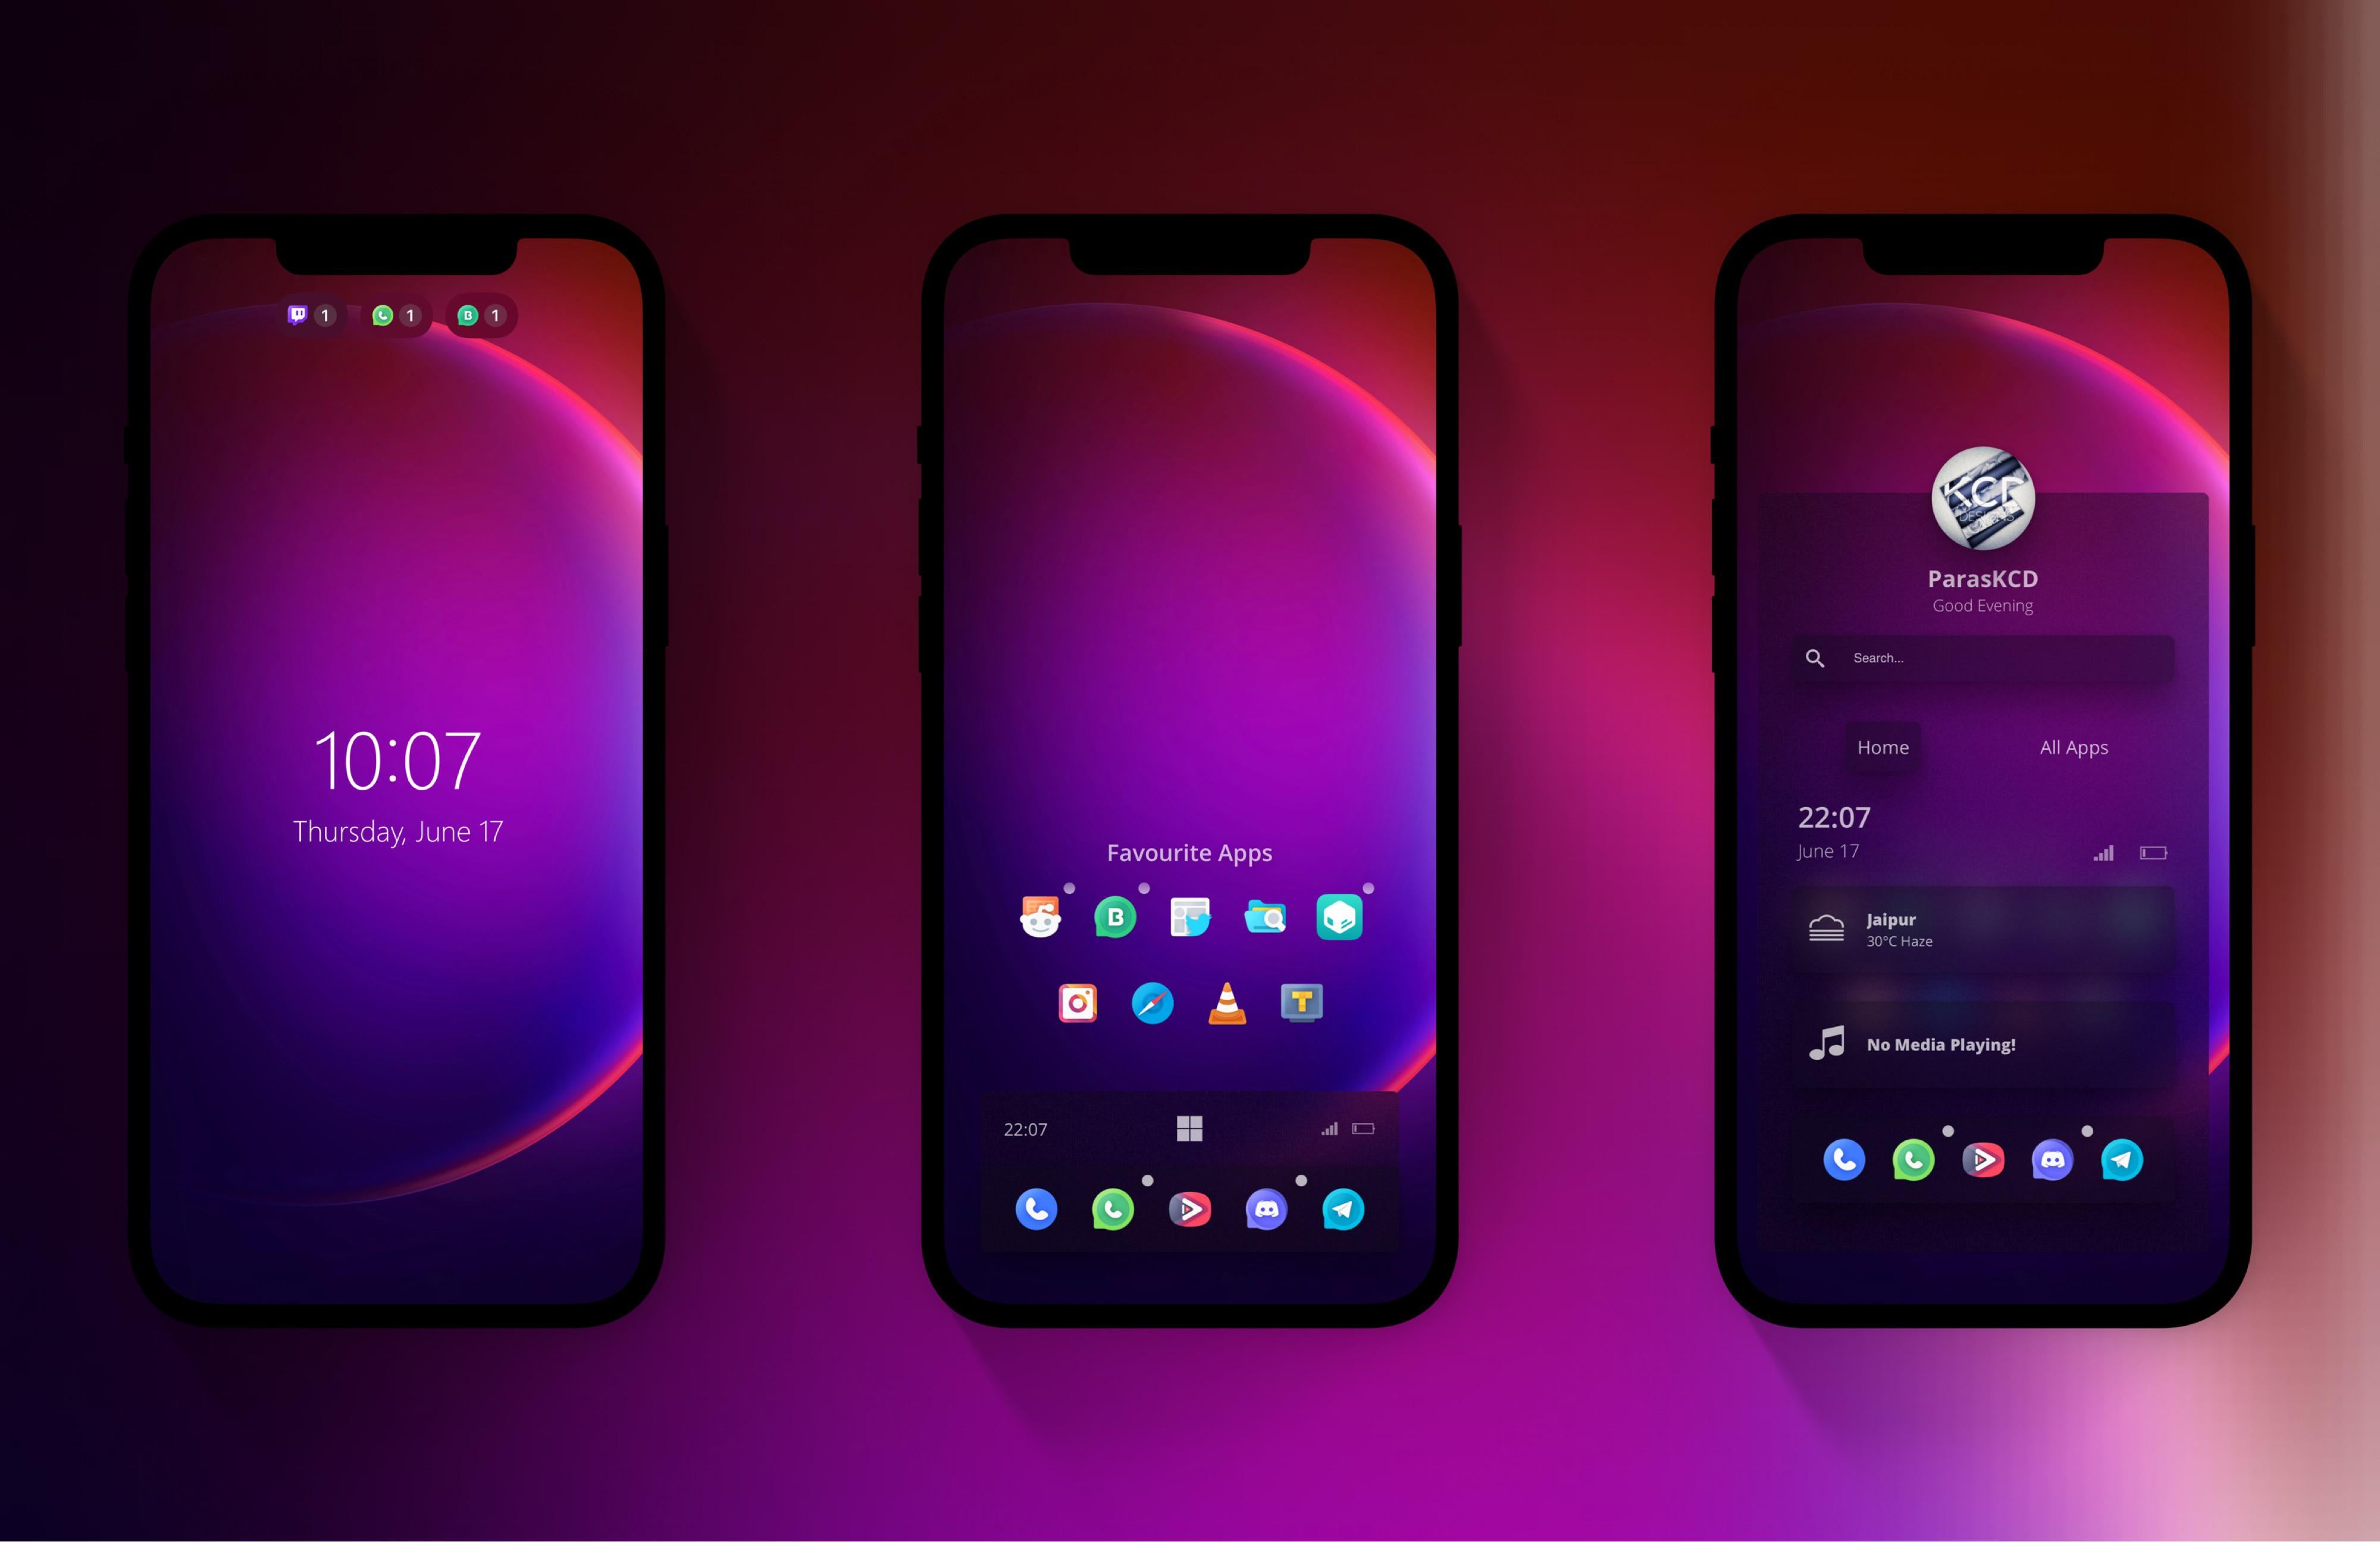 1
1
B
1
10:07
Thursday, June 17
Favourite Apps
B
T
22:07
KCD
DESIGNS
ParasKCD
Good Evening
Search...
Home
All Apps
22:07
June 17
Jaipur
30°C Haze
No Media Playing!